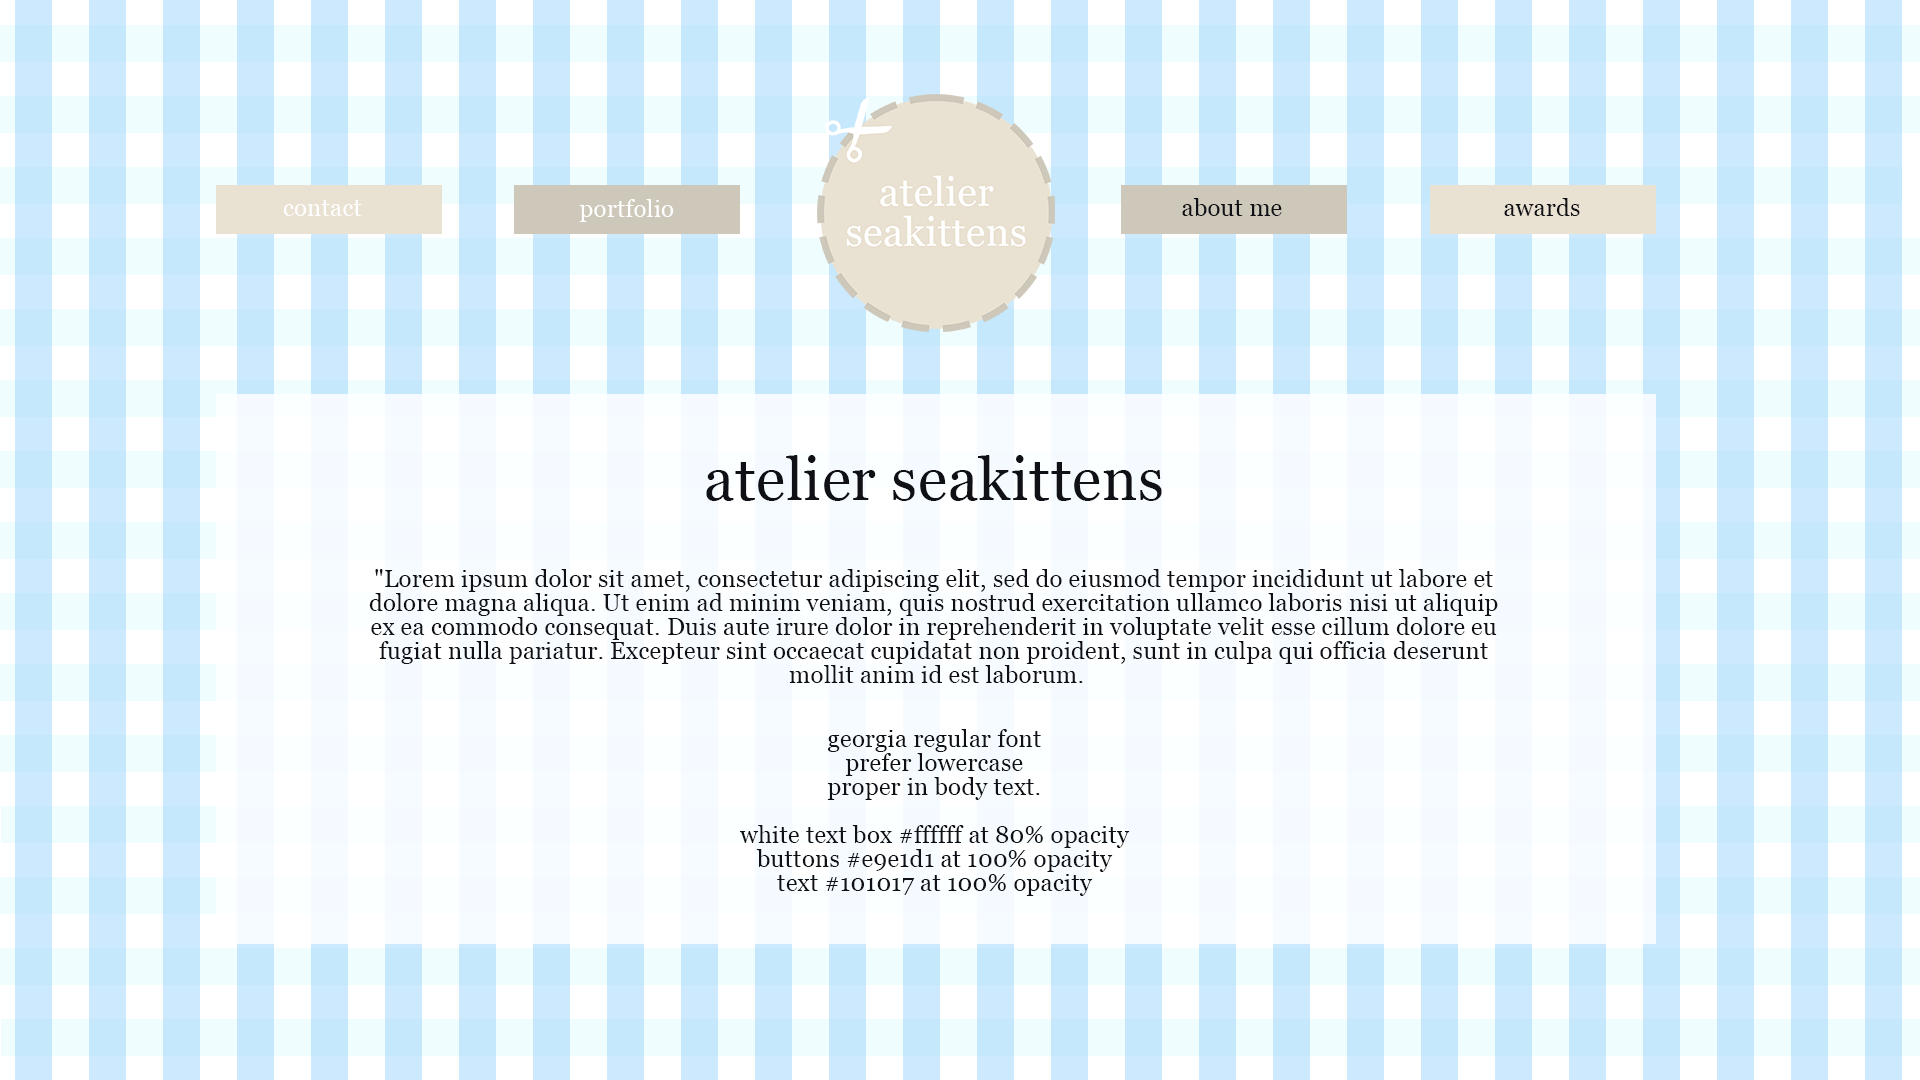 contact
portfolio
atelier
seakittens
about me
awards
atelier seakittens
"Lorem ipsum dolor sit amet, consectetur adipiscing elit, sed do eiusmod tempor incididunt ut labore et
dolore magna aliqua. Ut enim ad minim veniam, quis nostrud exercitation ullamco laboris nisi ut aliquip
ex ea commodo consequat. Duis aute irure dolor in reprehenderit in voluptate velit esse cillum dolore eu
fugiat nulla pariatur. Excepteur sint occaecat cupidatat non proident, sunt in culpa qui officia deserunt
mollit anim id est laborum.
georgia regular font
prefer lowercase
proper in body text.
white text box #ffffff at 80% opacity
buttons #e9e1d1 at 100% opacity
text #101017 at 100% opacity